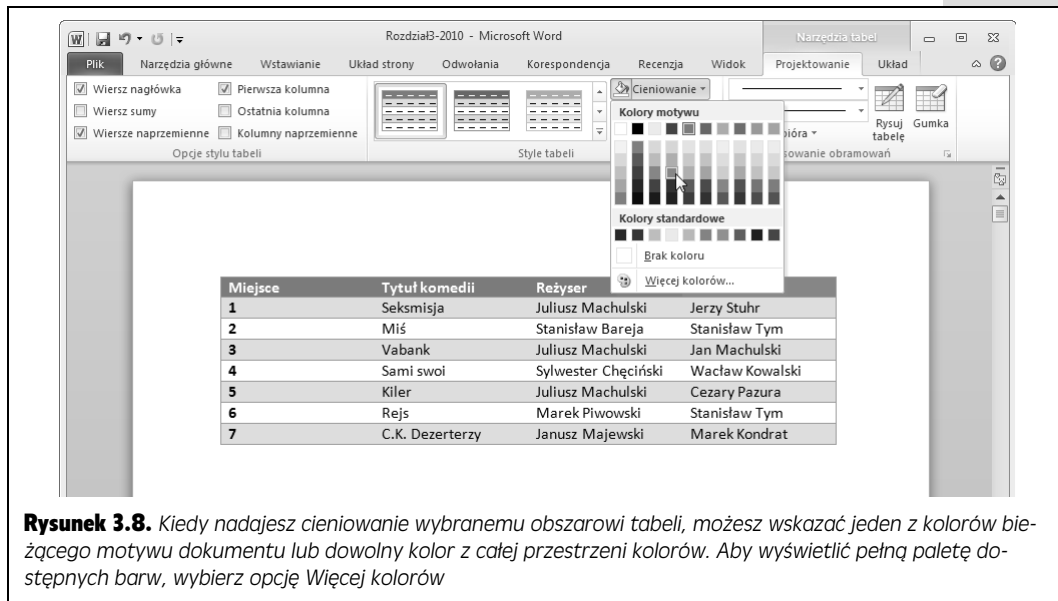 Rozdział3-2010 - Microsoft Word
Narzędzia tabel
Plik Narzędzia główne Wstawianie Układ strony Odwołania Korespondencja Recenzja Widok Projektowanie Układ
Wiersz nagłówka Pierwsza kolumna
Wiersz sumy Ostatnia kolumna
Wiersze naprzemienne Kolumny naprzemienne
Opcje stylu tabeli
Style tabeli
Cieniowanie
Kolory motywu
Kolory standardowe
Brak koloru
Więcej kolorów...
pióra
Rysuj tabelę
Gumka
sowanie obramowań
Miejsce Tytuł komedii Reżyser
1 Seksmisja Juliusz Machulski Jerzy Stuhr
2 Miś Stanisław Bareja Stanisław Tym
3 Vabank Juliusz Machulski Jan Machulski
4 Sami swoi Sylwester Chęciński Wacław Kowalski
5 Kiler Juliusz Machulski Cezary Pazura
6 Rejs Marek Piwowski Stanisław Tym
7 C.K. Dezerterzy Janusz Majewski Marek Kondrat
Rysunek 3.8. Kiedy nadajesz cieniowanie wybranemu obszarowi tabeli, możesz wskazać jeden z kolorów bie-
żącego motywu dokumentu lub dowolny kolor z całej przestrzeni kolorów. Aby wyświetlić pełną paletę do-
stępnych barw, wybierz opcję Więcej kolorów